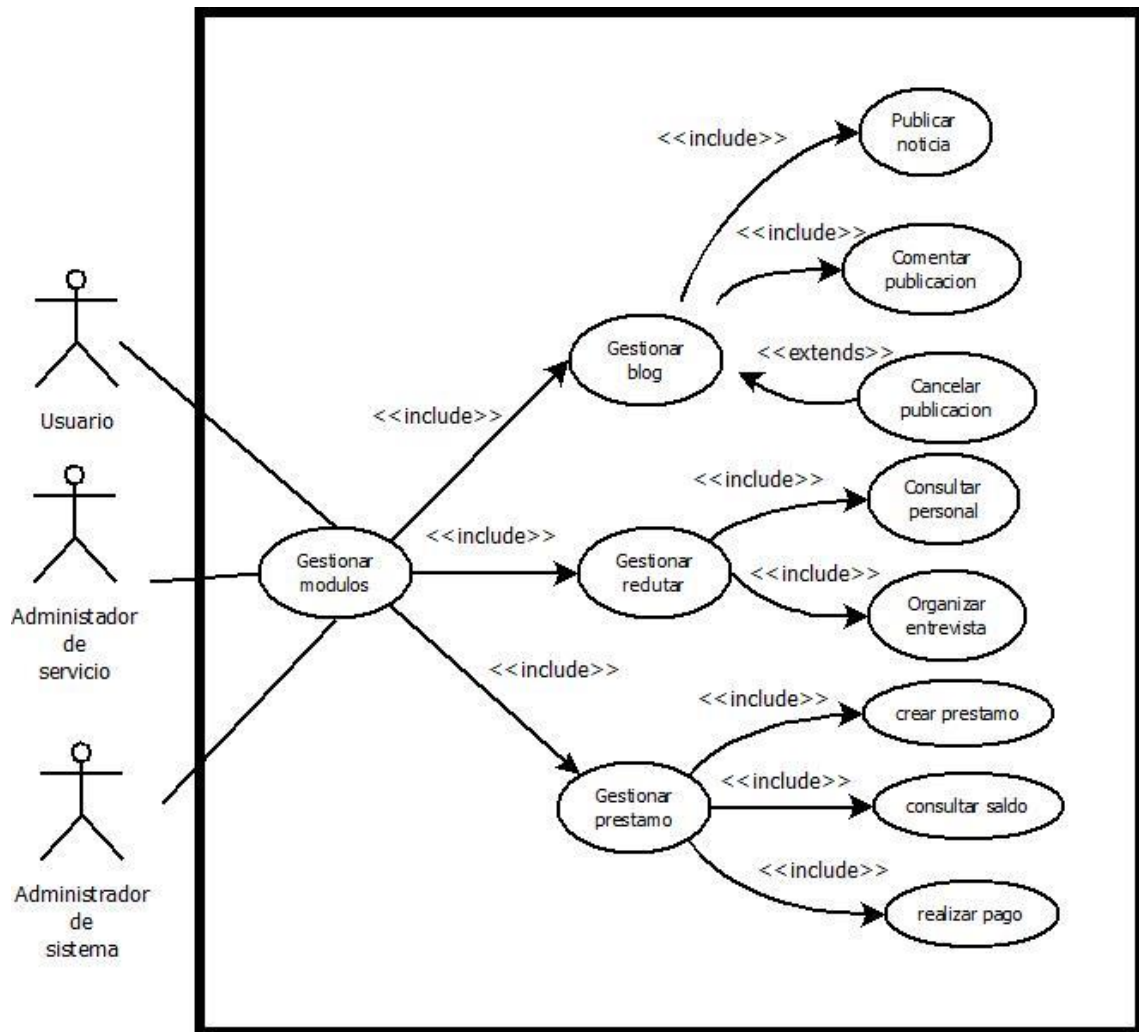 Publicar
noticia
<<include>>
<<include>>
Comentar
publicacion
<<extends>>
Cancelar
publicacion
Gestionar
blog
Usuario
<<include>>
<<include>>
Consultar
personal
<<include>>
Gestionar
modulos
Gestionar
redutar
<<include>>
Organizar
entrevista
Administador
de
servicio
<<include>>
<<include>>
crear prestamo
<<include>>
Gestionar
prestamo
consultar saldo
<<include>>
realizar pago
Administrador
de
sistema